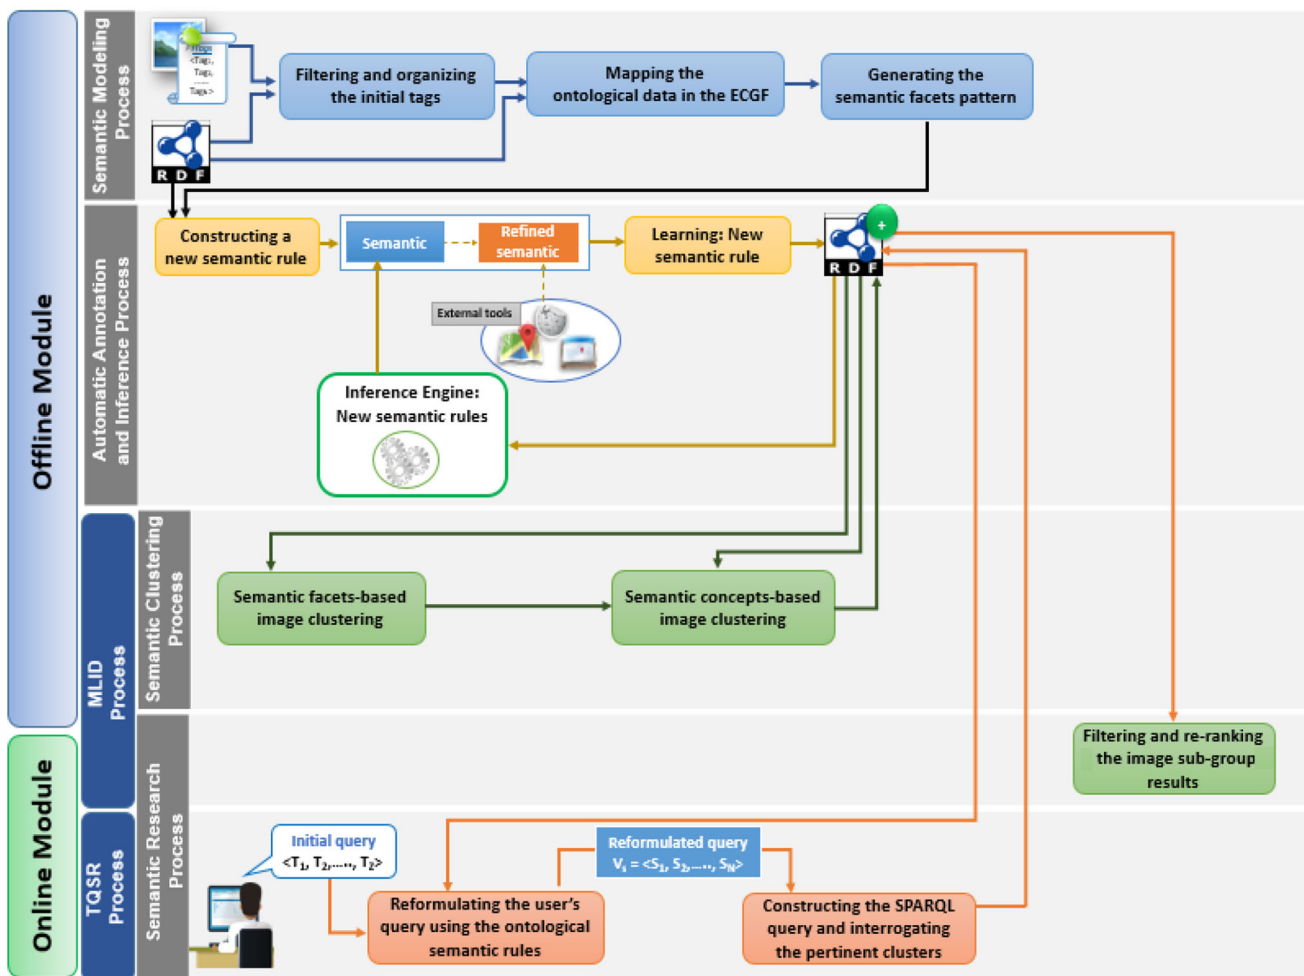 Offline Module
Online Module
Semantic Modeling
Process
Automatic Annotation
and Inference Process
MLID
Process
TQSR
Process
Semantic Clustering
Process
Semantic Research
Process
<Tags,
Tags,
......
Tags >
R D F
Filtering and organizing
the initial tags
Mapping the
ontological data in the ECGF
Generating the
semantic facets pattern
Constructing a
new semantic rule
Semantic
Refined
semantic
Learning: New
semantic rule
+
R D F
External tools
Inference Engine:
New semantic rules
Semantic facets-based
image clustering
Semantic concepts-based
image clustering
Filtering and re-ranking
the image sub-group
results
Initial query
<T₁, T₂,....., T₂>
Reformulated query
Vₛ = <S₁, S₂,....., S_N>
Reformulating the user's
query using the ontological
semantic rules
Constructing the SPARQL
query and interrogating
the pertinent clusters